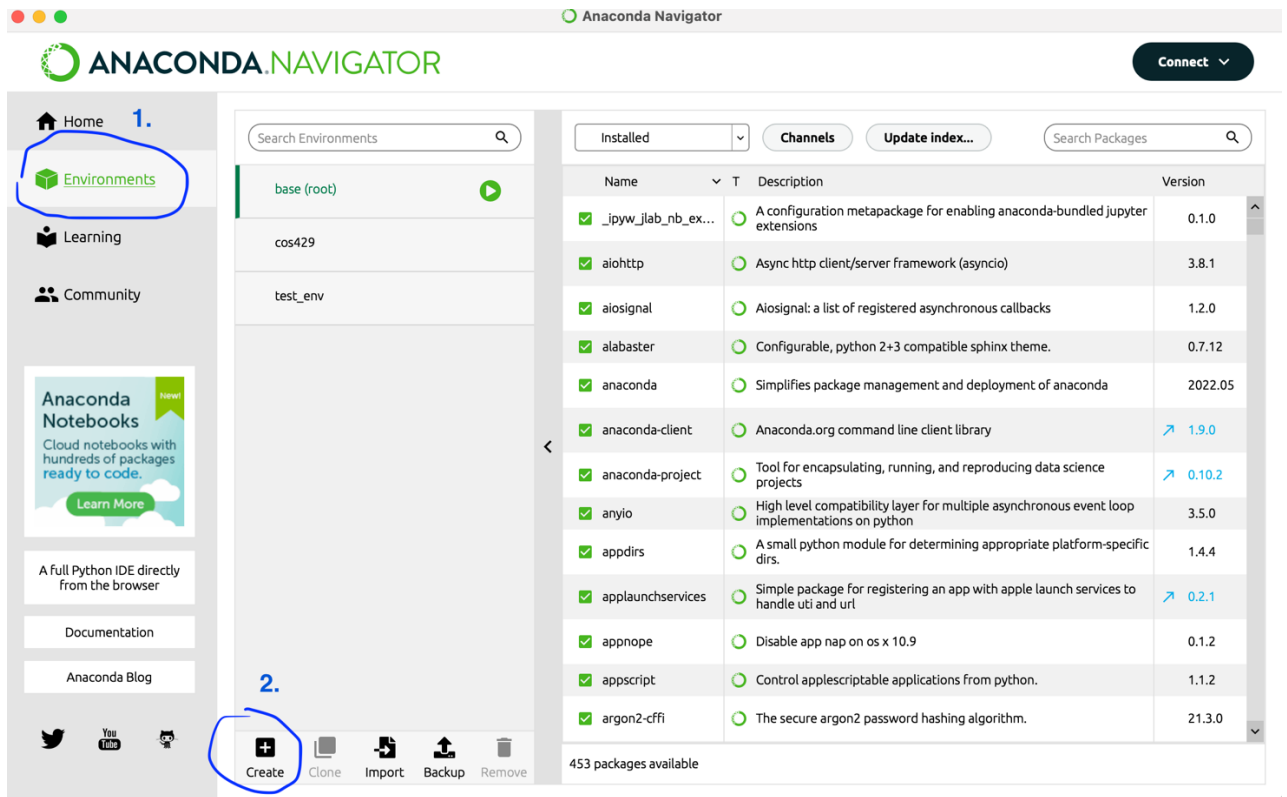 Anaconda Navigator
ANACONDA.NAVIGATOR
Connect
Home
1.
Environments
Learning
Community
Anaconda
Notebooks
New!
Cloud notebooks with
hundreds of packages
ready to code.
Learn More
A full Python IDE directly
from the browser
Documentation
Anaconda Blog
You
Tube
Search Environments
base (root)
cos429
test_env
2.
Create
Clone
Import
Backup
Remove
Installed
Channels
Update index...
Search Packages
Name
T
Description
Version
_ipyw_jlab_nb_ex...
A configuration metapackage for enabling anaconda-bundled jupyter
extensions
0.1.0
aiohttp
Async http client/server framework (asyncio)
3.8.1
aiosignal
Aiosignal: a list of registered asynchronous callbacks
1.2.0
alabaster
Configurable, python 2+3 compatible sphinx theme.
0.7.12
anaconda
Simplifies package management and deployment of anaconda
2022.05
anaconda-client
Anaconda.org command line client library
1.9.0
anaconda-project
Tool for encapsulating, running, and reproducing data science
projects
0.10.2
anyio
High level compatibility layer for multiple asynchronous event loop
implementations on python
3.5.0
appdirs
A small python module for determining appropriate platform-specific
dirs.
1.4.4
applaunchservices
Simple package for registering an app with apple launch services to
handle uti and url
0.2.1
appnope
Disable app nap on os x 10.9
0.1.2
appscript
Control applescriptable applications from python.
1.1.2
argon2-cffi
The secure argon2 password hashing algorithm.
21.3.0
453 packages available